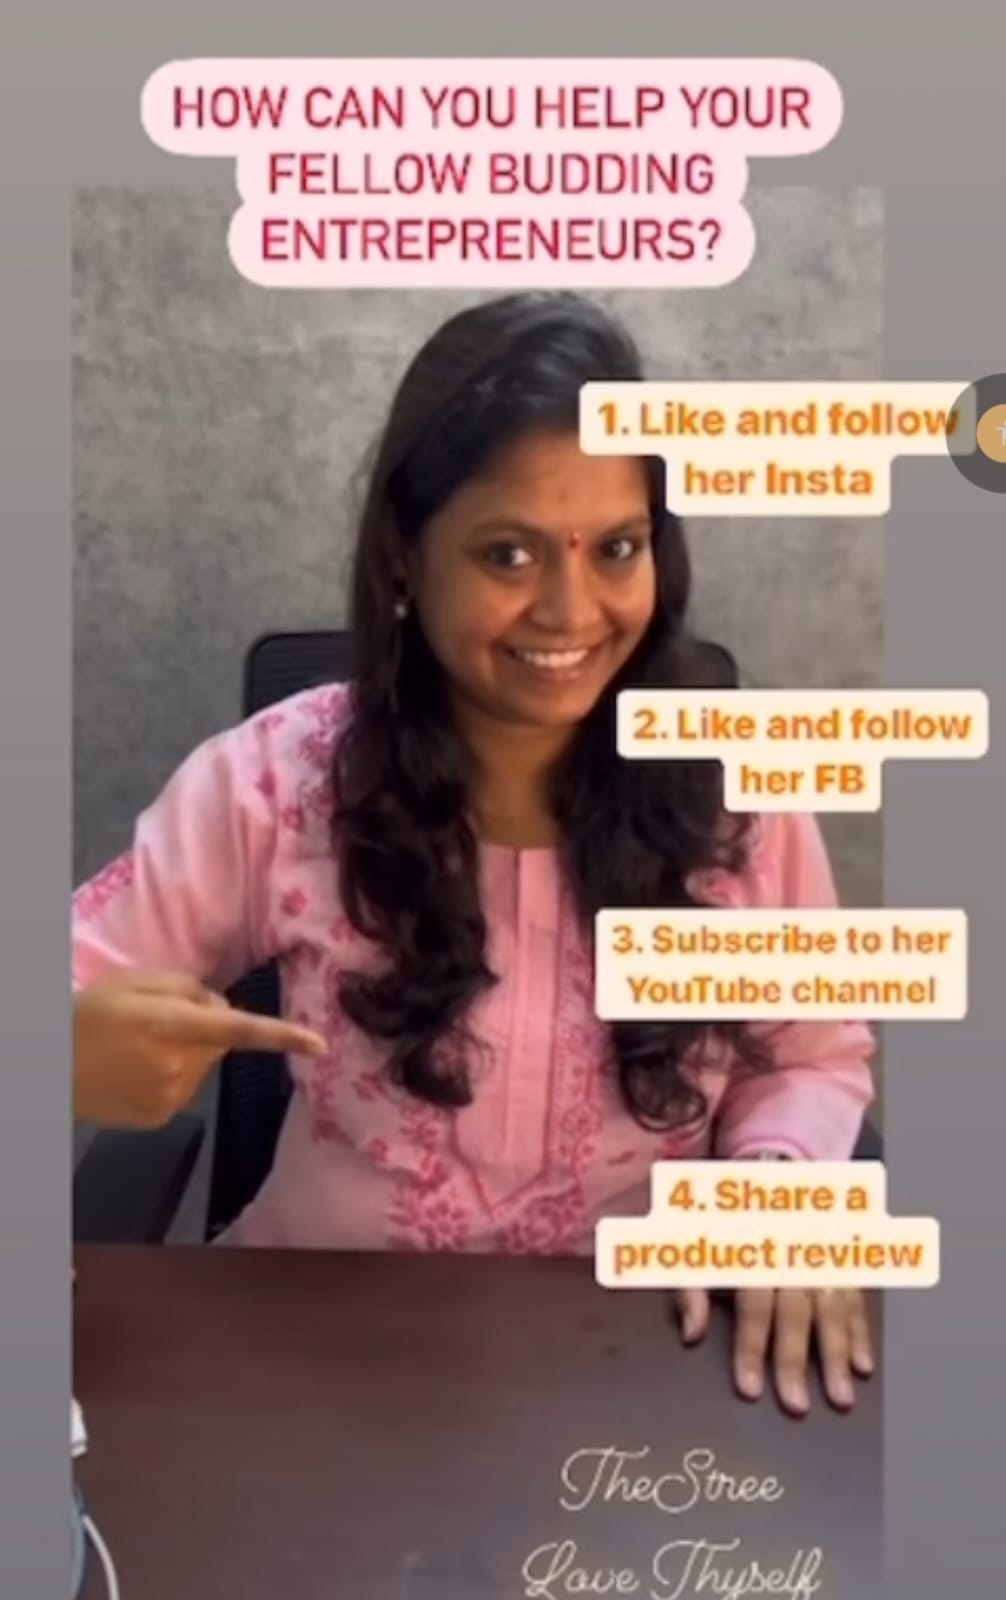 HOW CAN YOU HELP YOUR
FELLOW BUDDING
ENTREPRENEURS?
1. Like and follow
her Insta
2. Like and follow
her FB
3. Subscribe to her
YouTube channel
4. Share a
product review
TheStree
Love Thyself